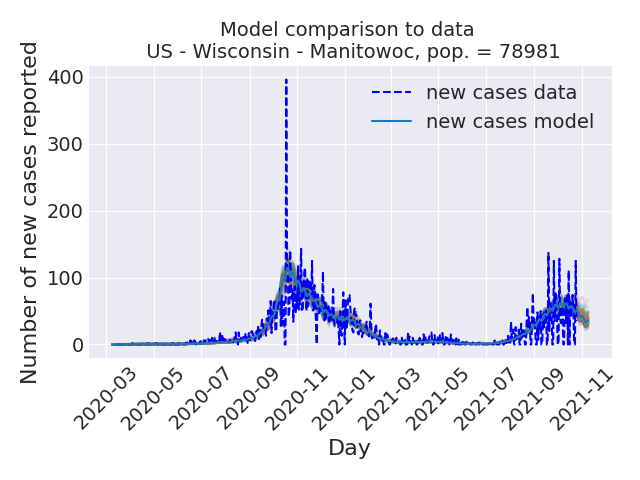 Model comparison to data
US - Wisconsin - Manitowoc, pop. = 78981
Number of new cases reported
400
300
200
100
0
new cases data
new cases model
2020-03
2020-05
2020-07
2020-09
2020-11
2021-01
2021-03
2021-05
2021-07
2021-09
2021-11
Day